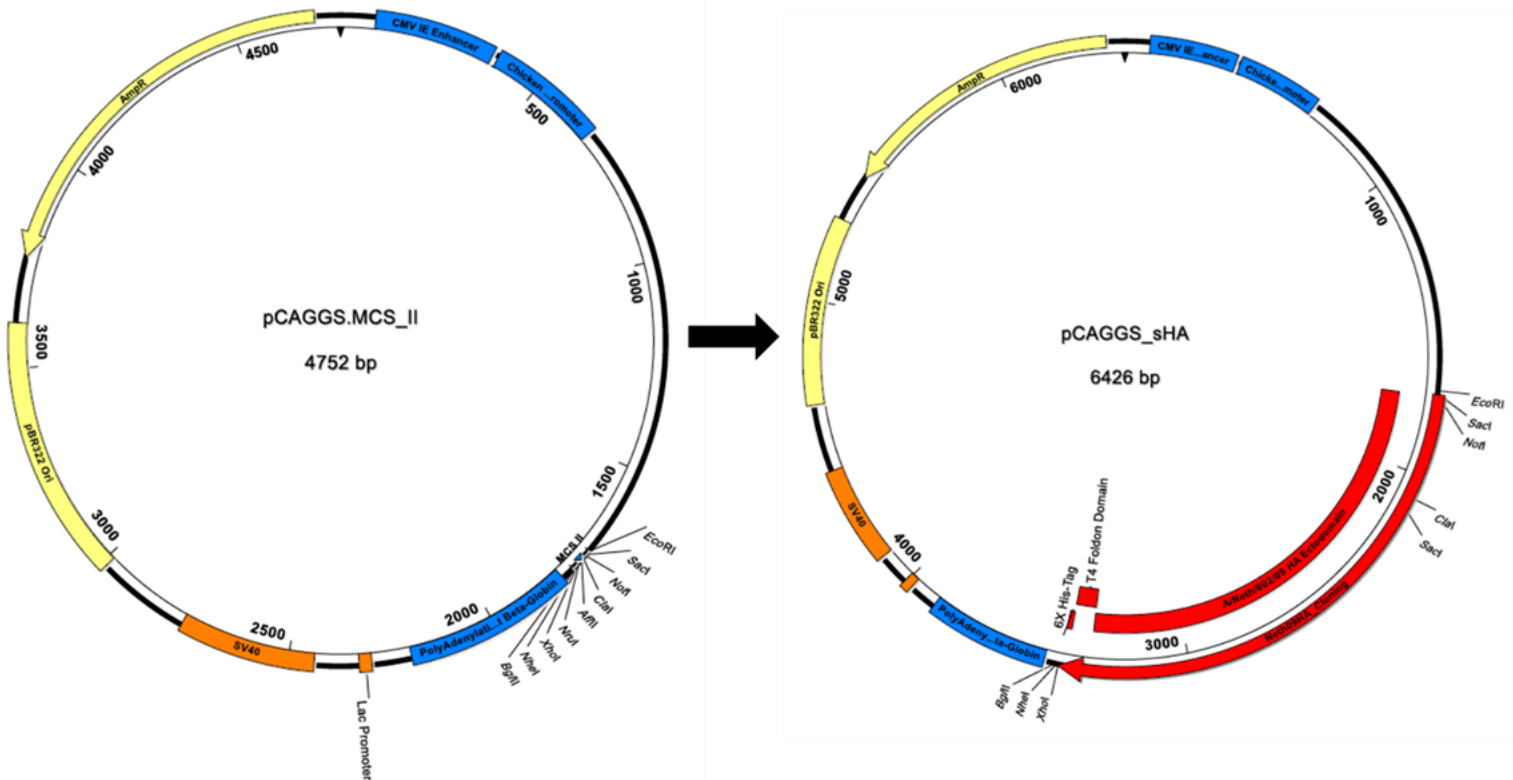 CMV IE Enhancer
Chicken ...romoter
500
1000
1500
EcoRI
SacI
NotI
ClaI
AflII
NruI
XhoI
NheI
BglII
MCS II
PolyAdenylati...t Beta-Globin
2000
Lac Promoter
2500
SV40
3000
pBR322 Ori
3500
4000
AmpR
4500
pCAGGS.MCS_II
4752 bp
CMV IE...ancer
Chicke...moter
1000
EcoRI
SacI
NotI
2000
ClaI
SacI
A/Neth/602/09 HA Ectodomain
Neth09HA_Cloning
3000
T4 Foldon Domain
6X His-Tag
XhoI
NheI
BglII
PolyAdeny...ta-Globin
4000
SV40
5000
pBR322 Ori
AmpR
6000
pCAGGS_sHA
6426 bp